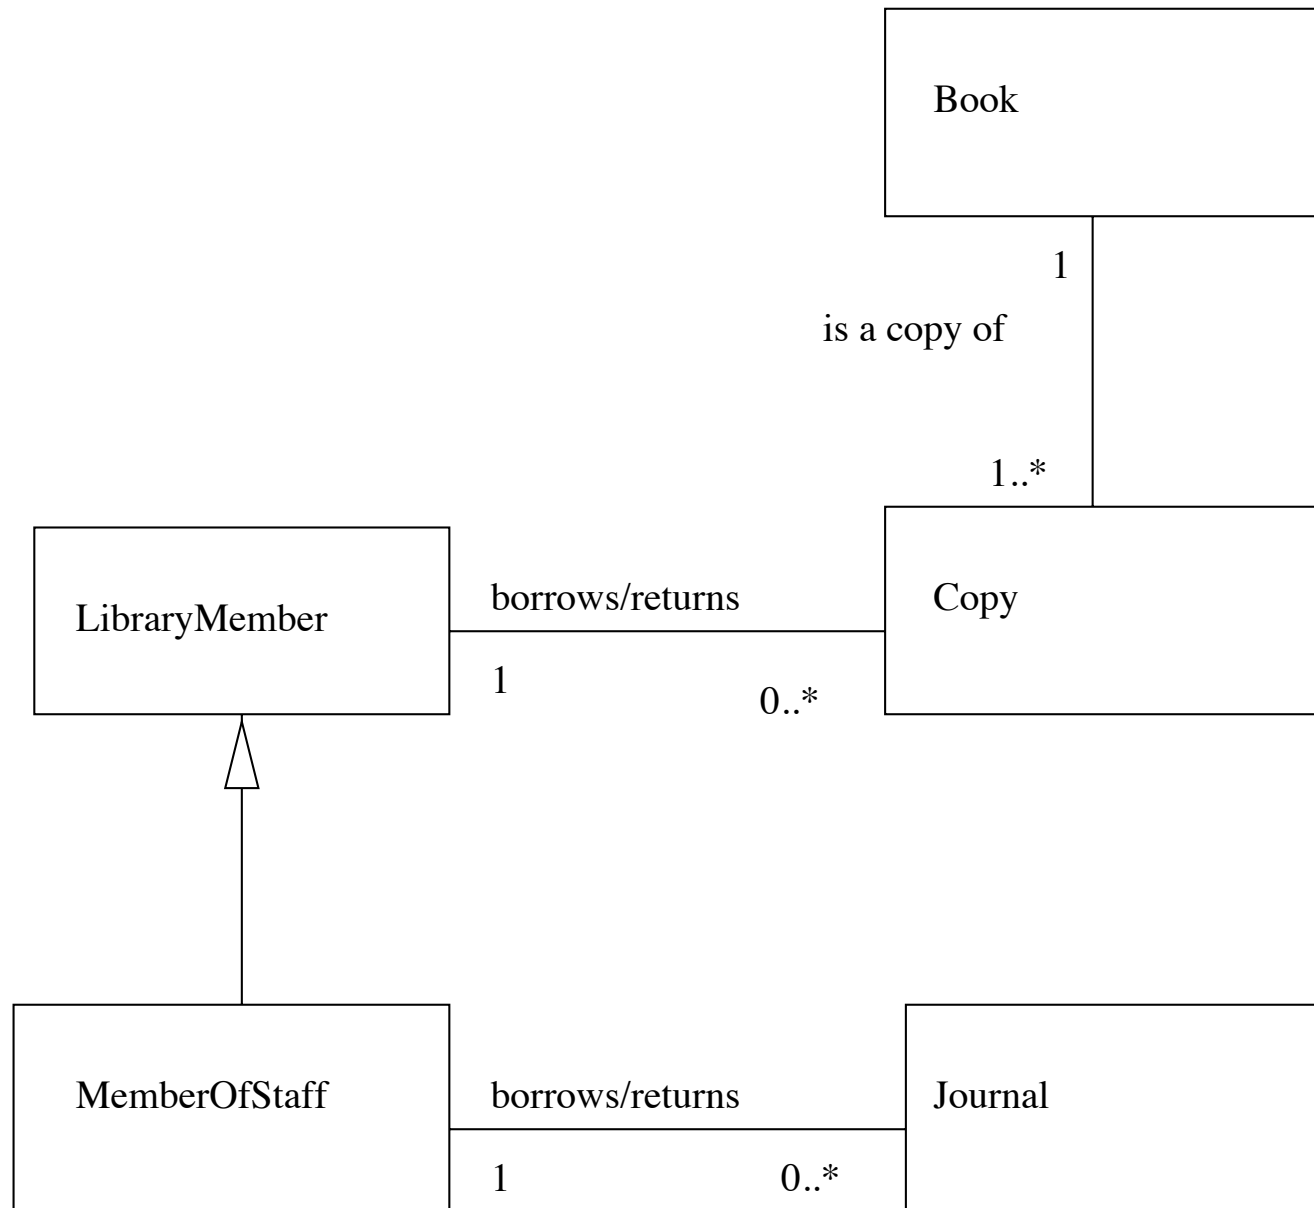 Book
1
is a copy of
1..*
LibraryMember
borrows/returns
Copy
1
0..*
MemberOfStaff
borrows/returns
Journal
1
0..*